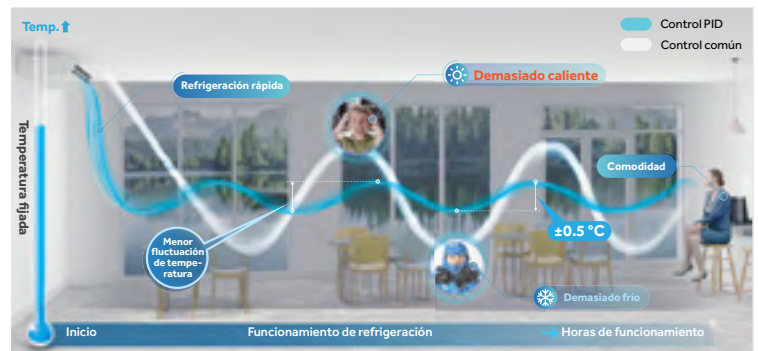 Temp.
Control PID
Control común
Demasiado caliente
Refrigeración rápida
Temperatura fijada
Comodidad
±0.5 °C
Menor
fluctuación
de tempe-
ratura
Demasiado frío
Inicio
Funcionamiento de refrigeración
Horas de funcionamiento